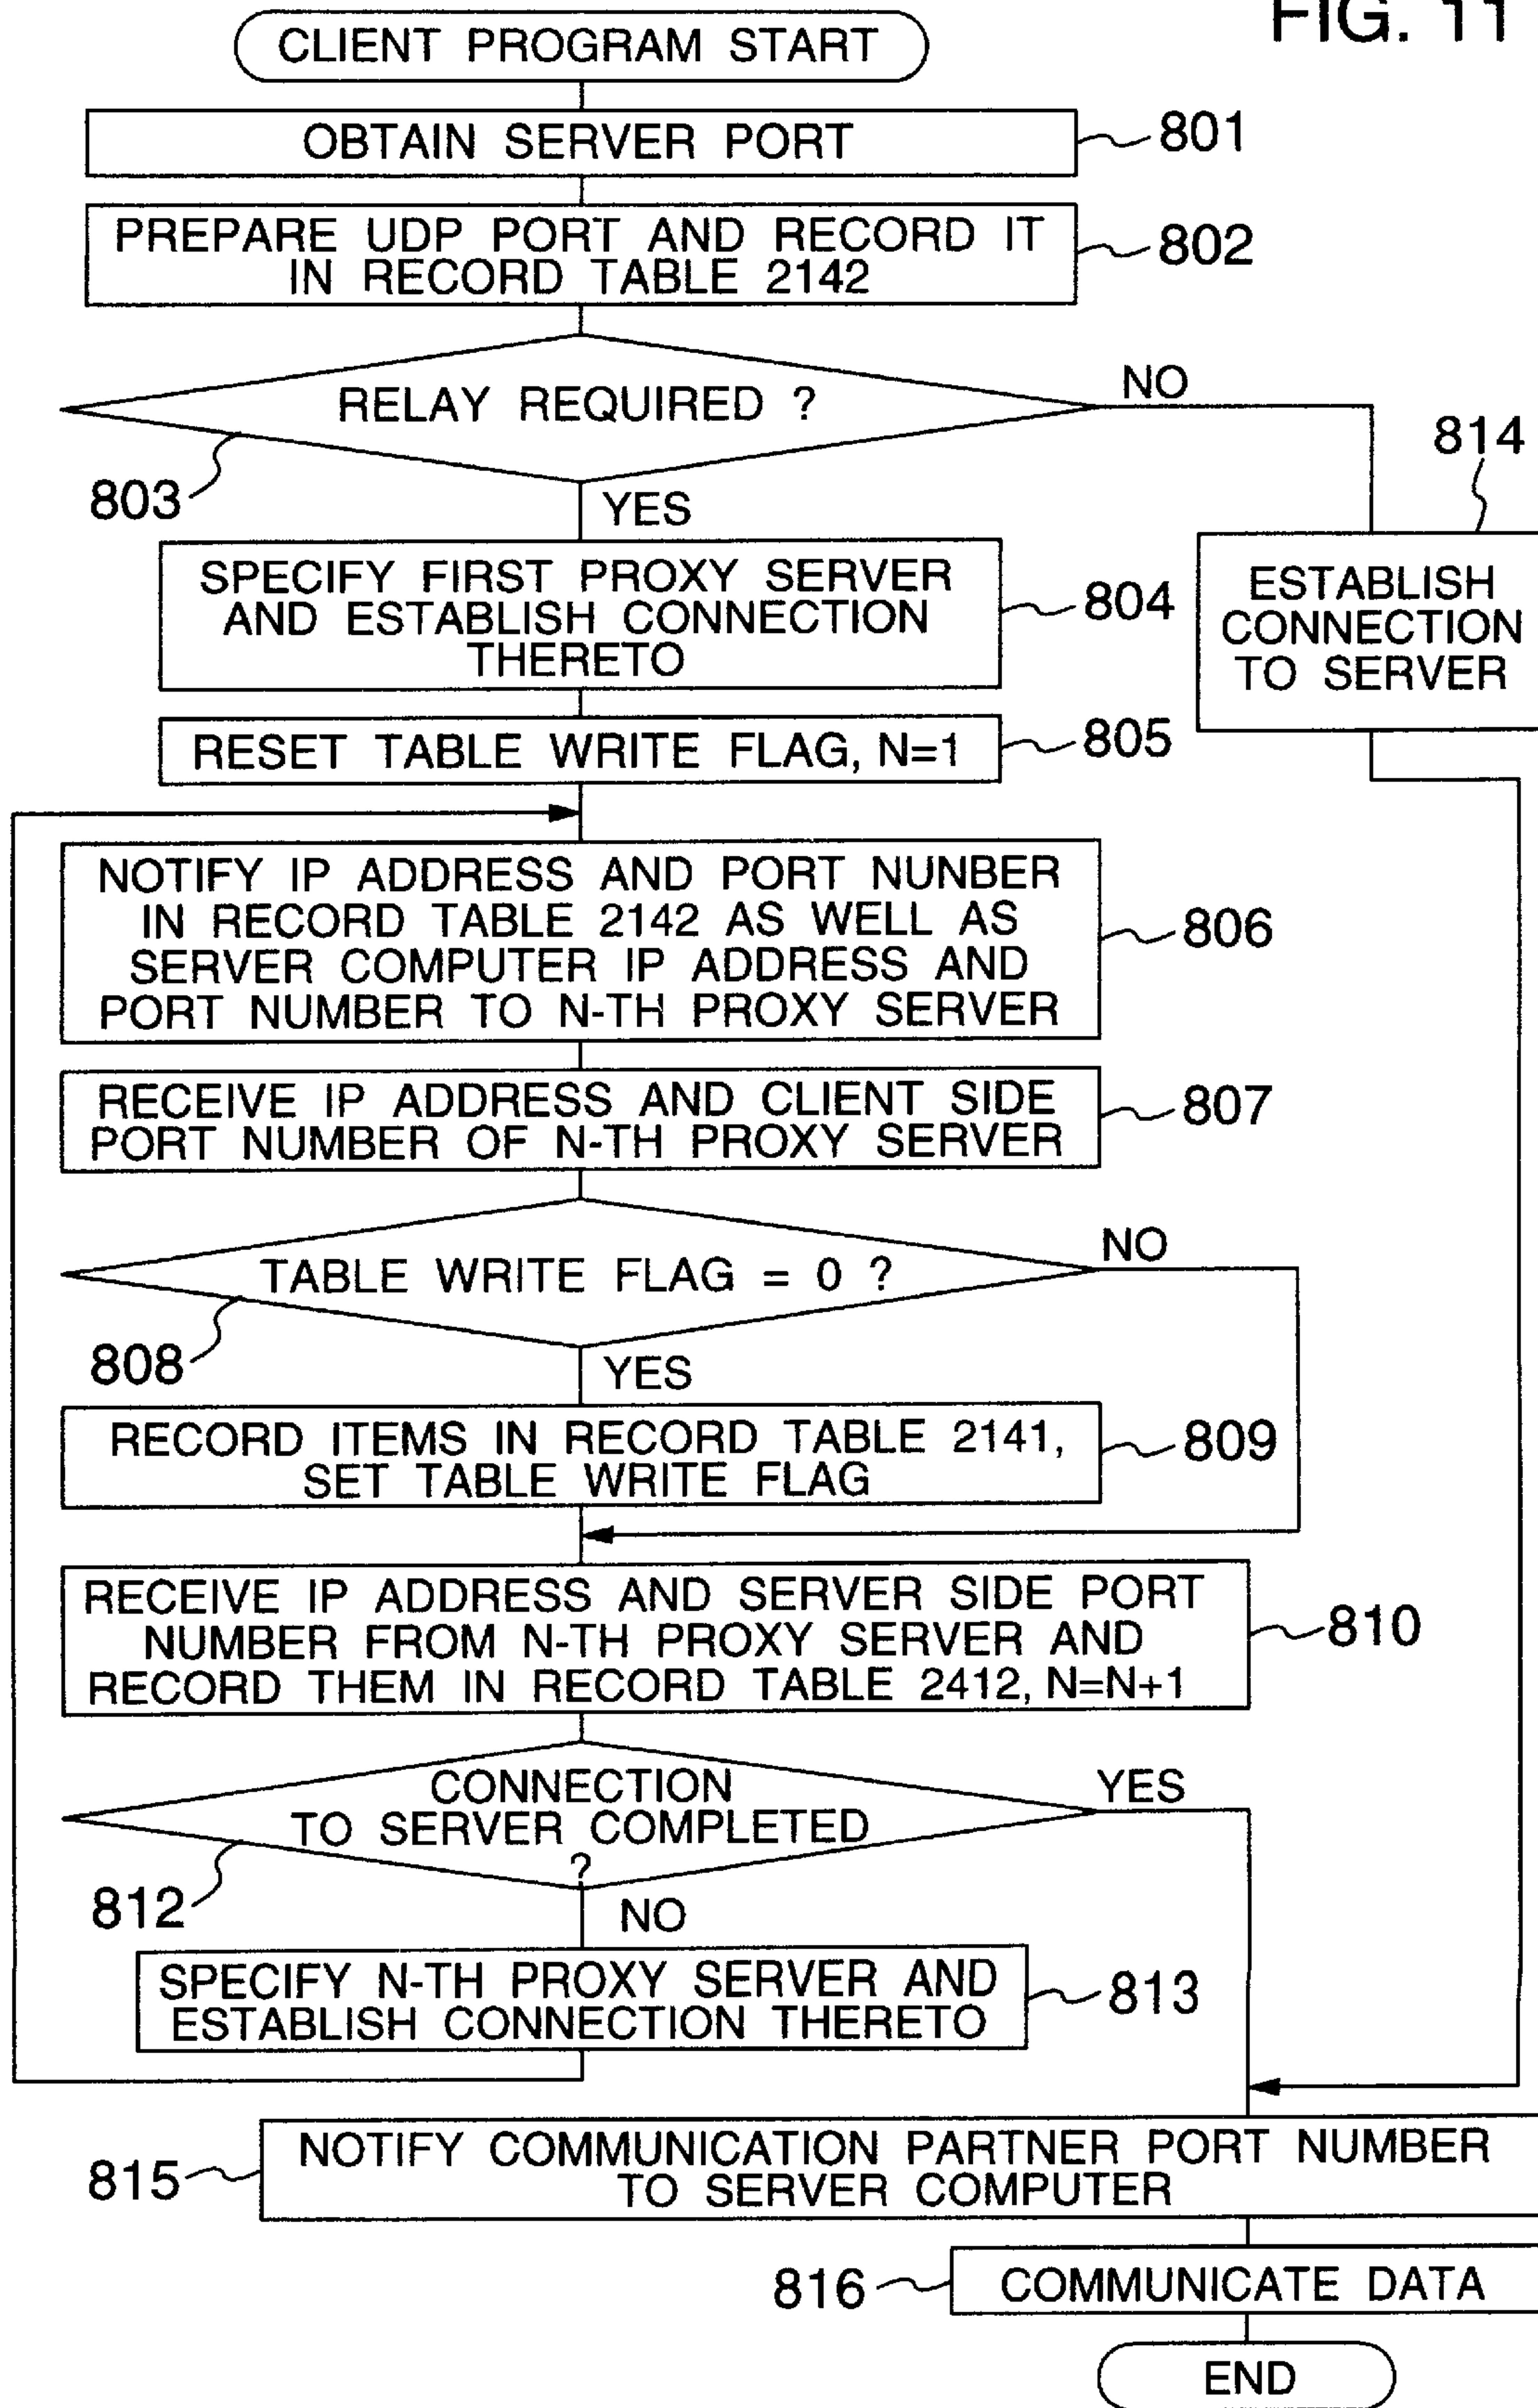 FIG. 11
CLIENT PROGRAM START
OBTAIN SERVER PORT
801
PREPARE UDP PORT AND RECORD IT
IN RECORD TABLE 2142
802
RELAY REQUIRED ?
NO
803
YES
814
SPECIFY FIRST PROXY SERVER
AND ESTABLISH CONNECTION
THERETO
804
ESTABLISH
CONNECTION
TO SERVER
RESET TABLE WRITE FLAG, N=1
805
NOTIFY IP ADDRESS AND PORT NUNBER
IN RECORD TABLE 2142 AS WELL AS
SERVER COMPUTER IP ADDRESS AND
PORT NUMBER TO N-TH PROXY SERVER
806
RECEIVE IP ADDRESS AND CLIENT SIDE
PORT NUMBER OF N-TH PROXY SERVER
807
TABLE WRITE FLAG = 0 ?
NO
808
YES
RECORD ITEMS IN RECORD TABLE 2141,
SET TABLE WRITE FLAG
809
RECEIVE IP ADDRESS AND SERVER SIDE PORT
NUMBER FROM N-TH PROXY SERVER AND
RECORD THEM IN RECORD TABLE 2412, N=N+1
810
CONNECTION
TO SERVER COMPLETED
?
YES
812
NO
SPECIFY N-TH PROXY SERVER AND
ESTABLISH CONNECTION THERETO
813
NOTIFY COMMUNICATION PARTNER PORT NUMBER
TO SERVER COMPUTER
815
COMMUNICATE DATA
816
END